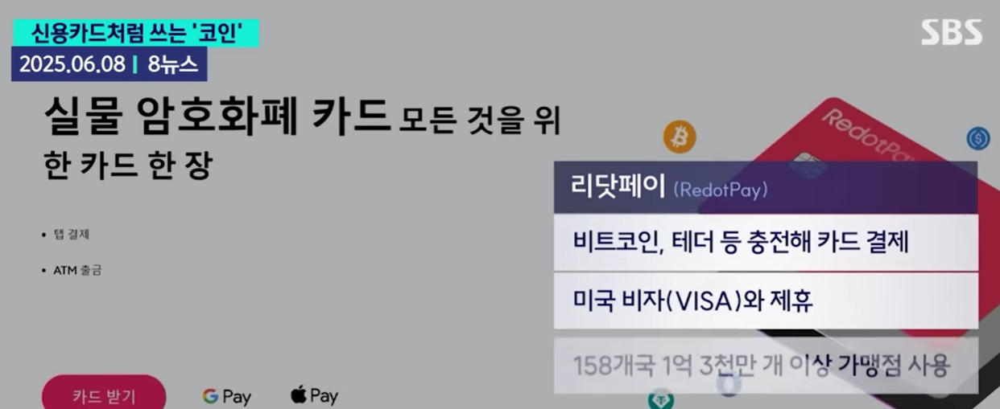 신용카드처럼 쓰는 '코인'
SBS
2025.06.08 | 8뉴스
실물 암호화폐 카드 모든 것을 위
한 카드 한 장
RedotPay
리닷페이 (RedotPay)
• 탭 결제
비트코인, 테더 등 충전해 카드 결제
• ATM 출금
미국 비자(VISA)와 제휴
158개국 1억 3천만 개 이상 가맹점 사용
카드 받기
G Pay
Pay